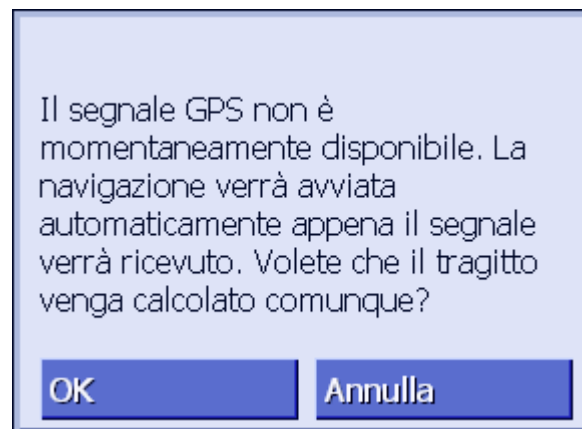 Il segnale GPS non è
momentaneamente disponibile. La
navigazione verrà avviata
automaticamente appena il segnale
verrà ricevuto. Volete che il tragitto
venga calcolato comunque?
OK
Annulla